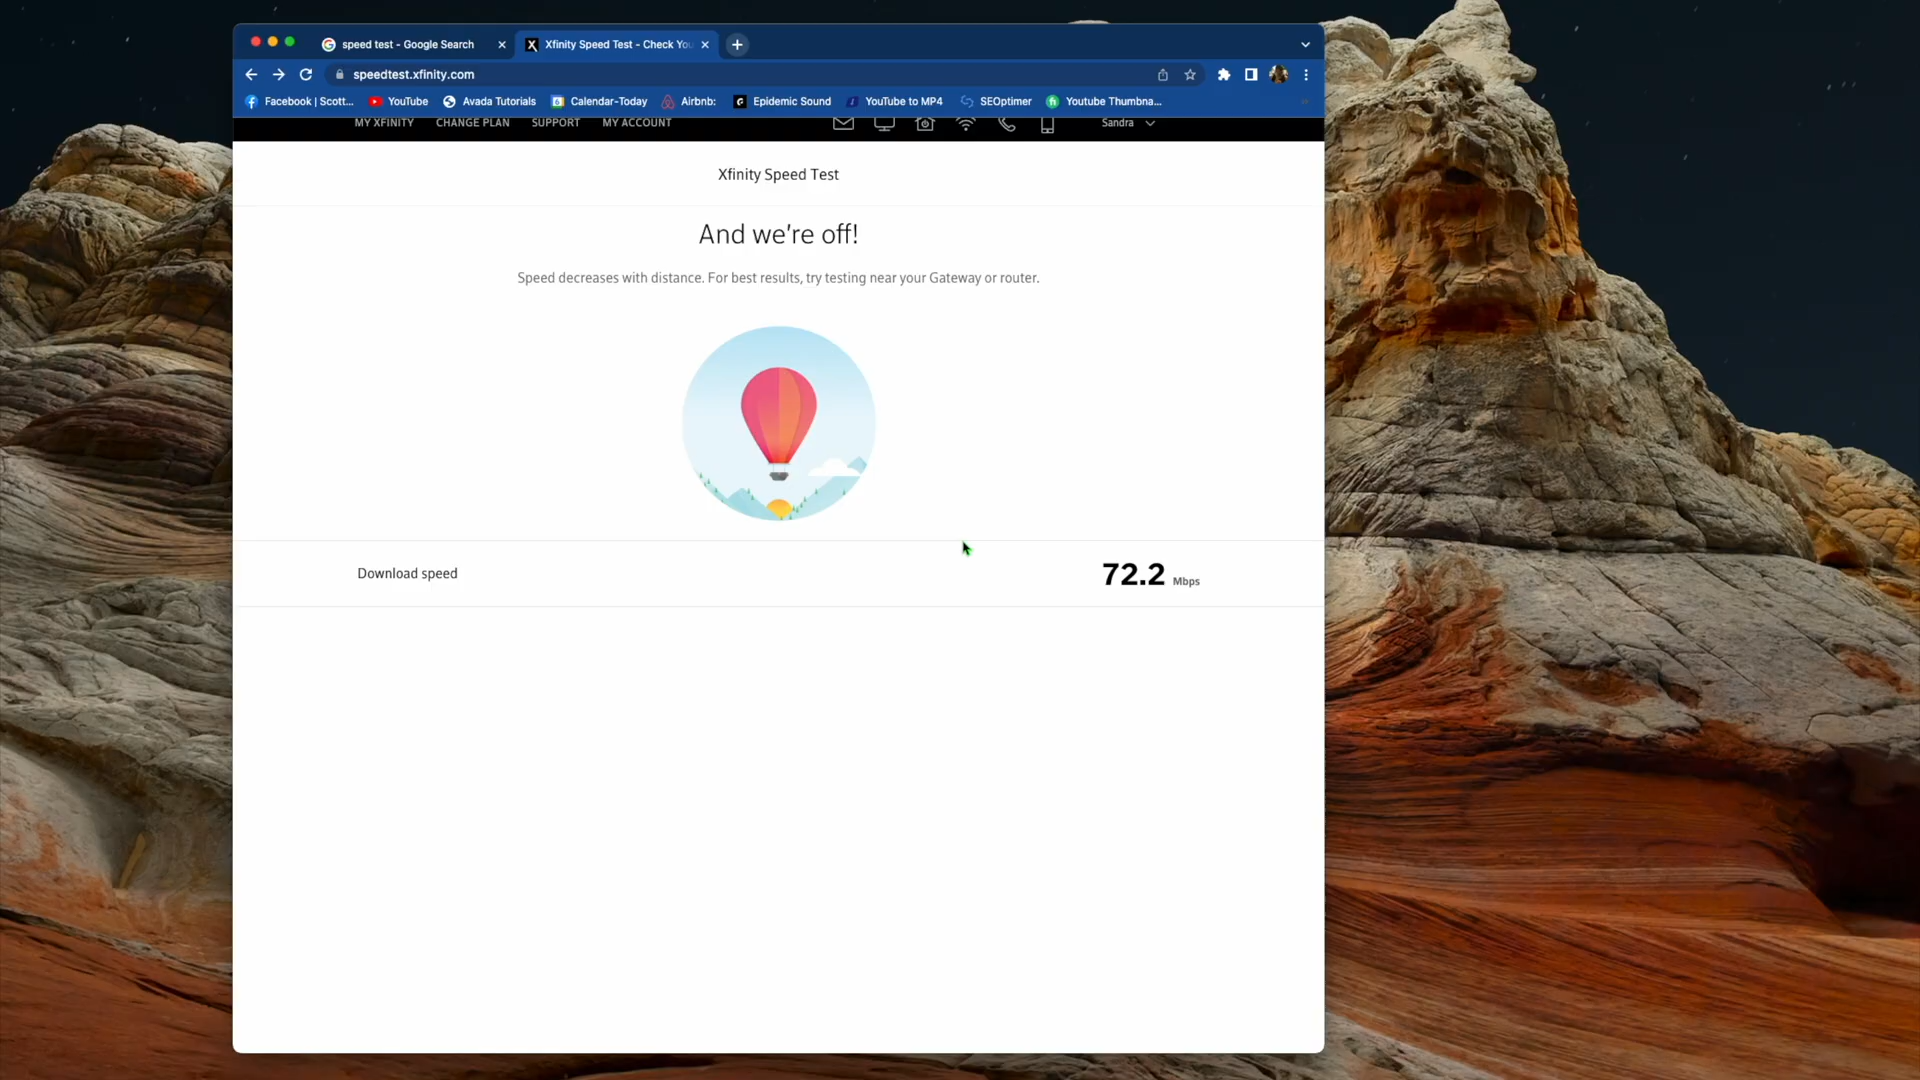 speed test - Google Search
Xfinity Speed Test - Check You
speedtest.xfinity.com
Facebook | Scott...
YouTube
Avada Tutorials
Calendar-Today
Airbnb:
Epidemic Sound
YouTube to MP4
SEOptimer
Youtube Thumbna...
MY XFINITY
CHANGE PLAN
SUPPORT
MY ACCOUNT
Sandra
Xfinity Speed Test
And we're off!
Speed decreases with distance. For best results, try testing near your Gateway or router.
Download speed
72.2 Mbps